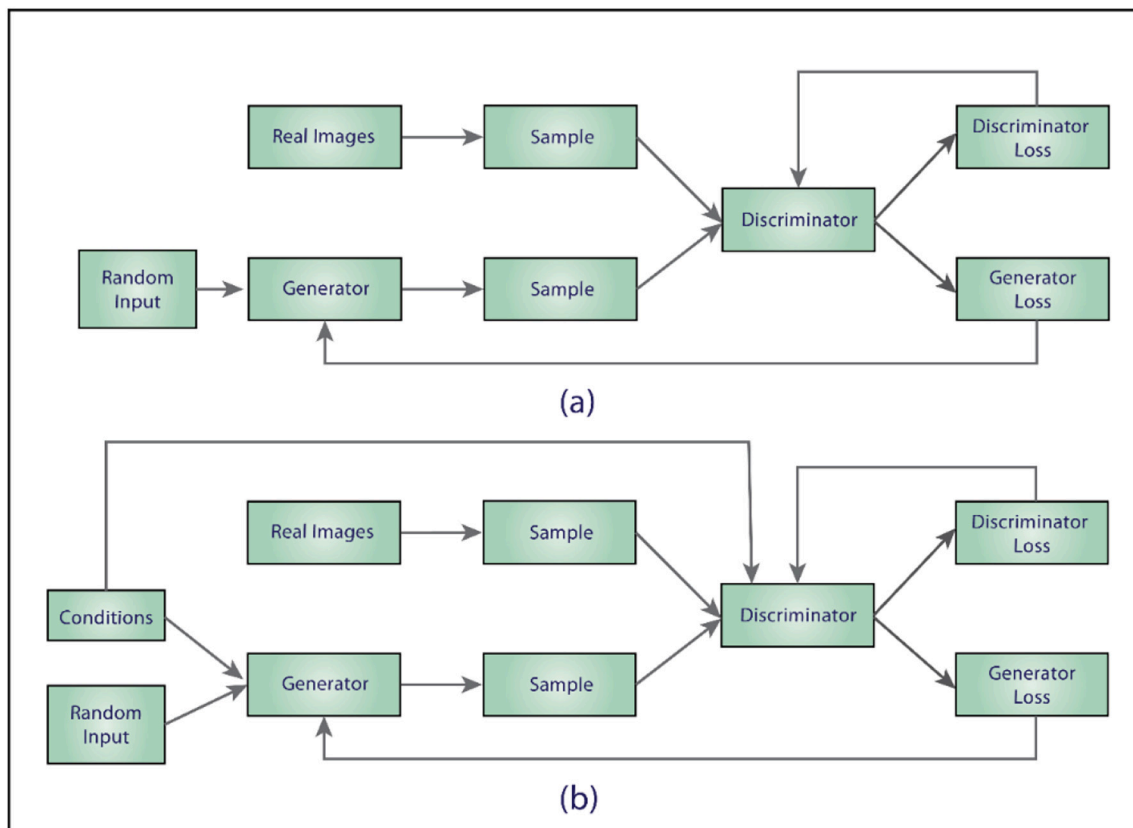 Real Images
Sample
Discriminator
Loss
Discriminator
Random
Input
Generator
Sample
Generator
Loss
(a)
Real Images
Sample
Discriminator
Loss
Conditions
Discriminator
Generator
Sample
Generator
Loss
Random
Input
(b)